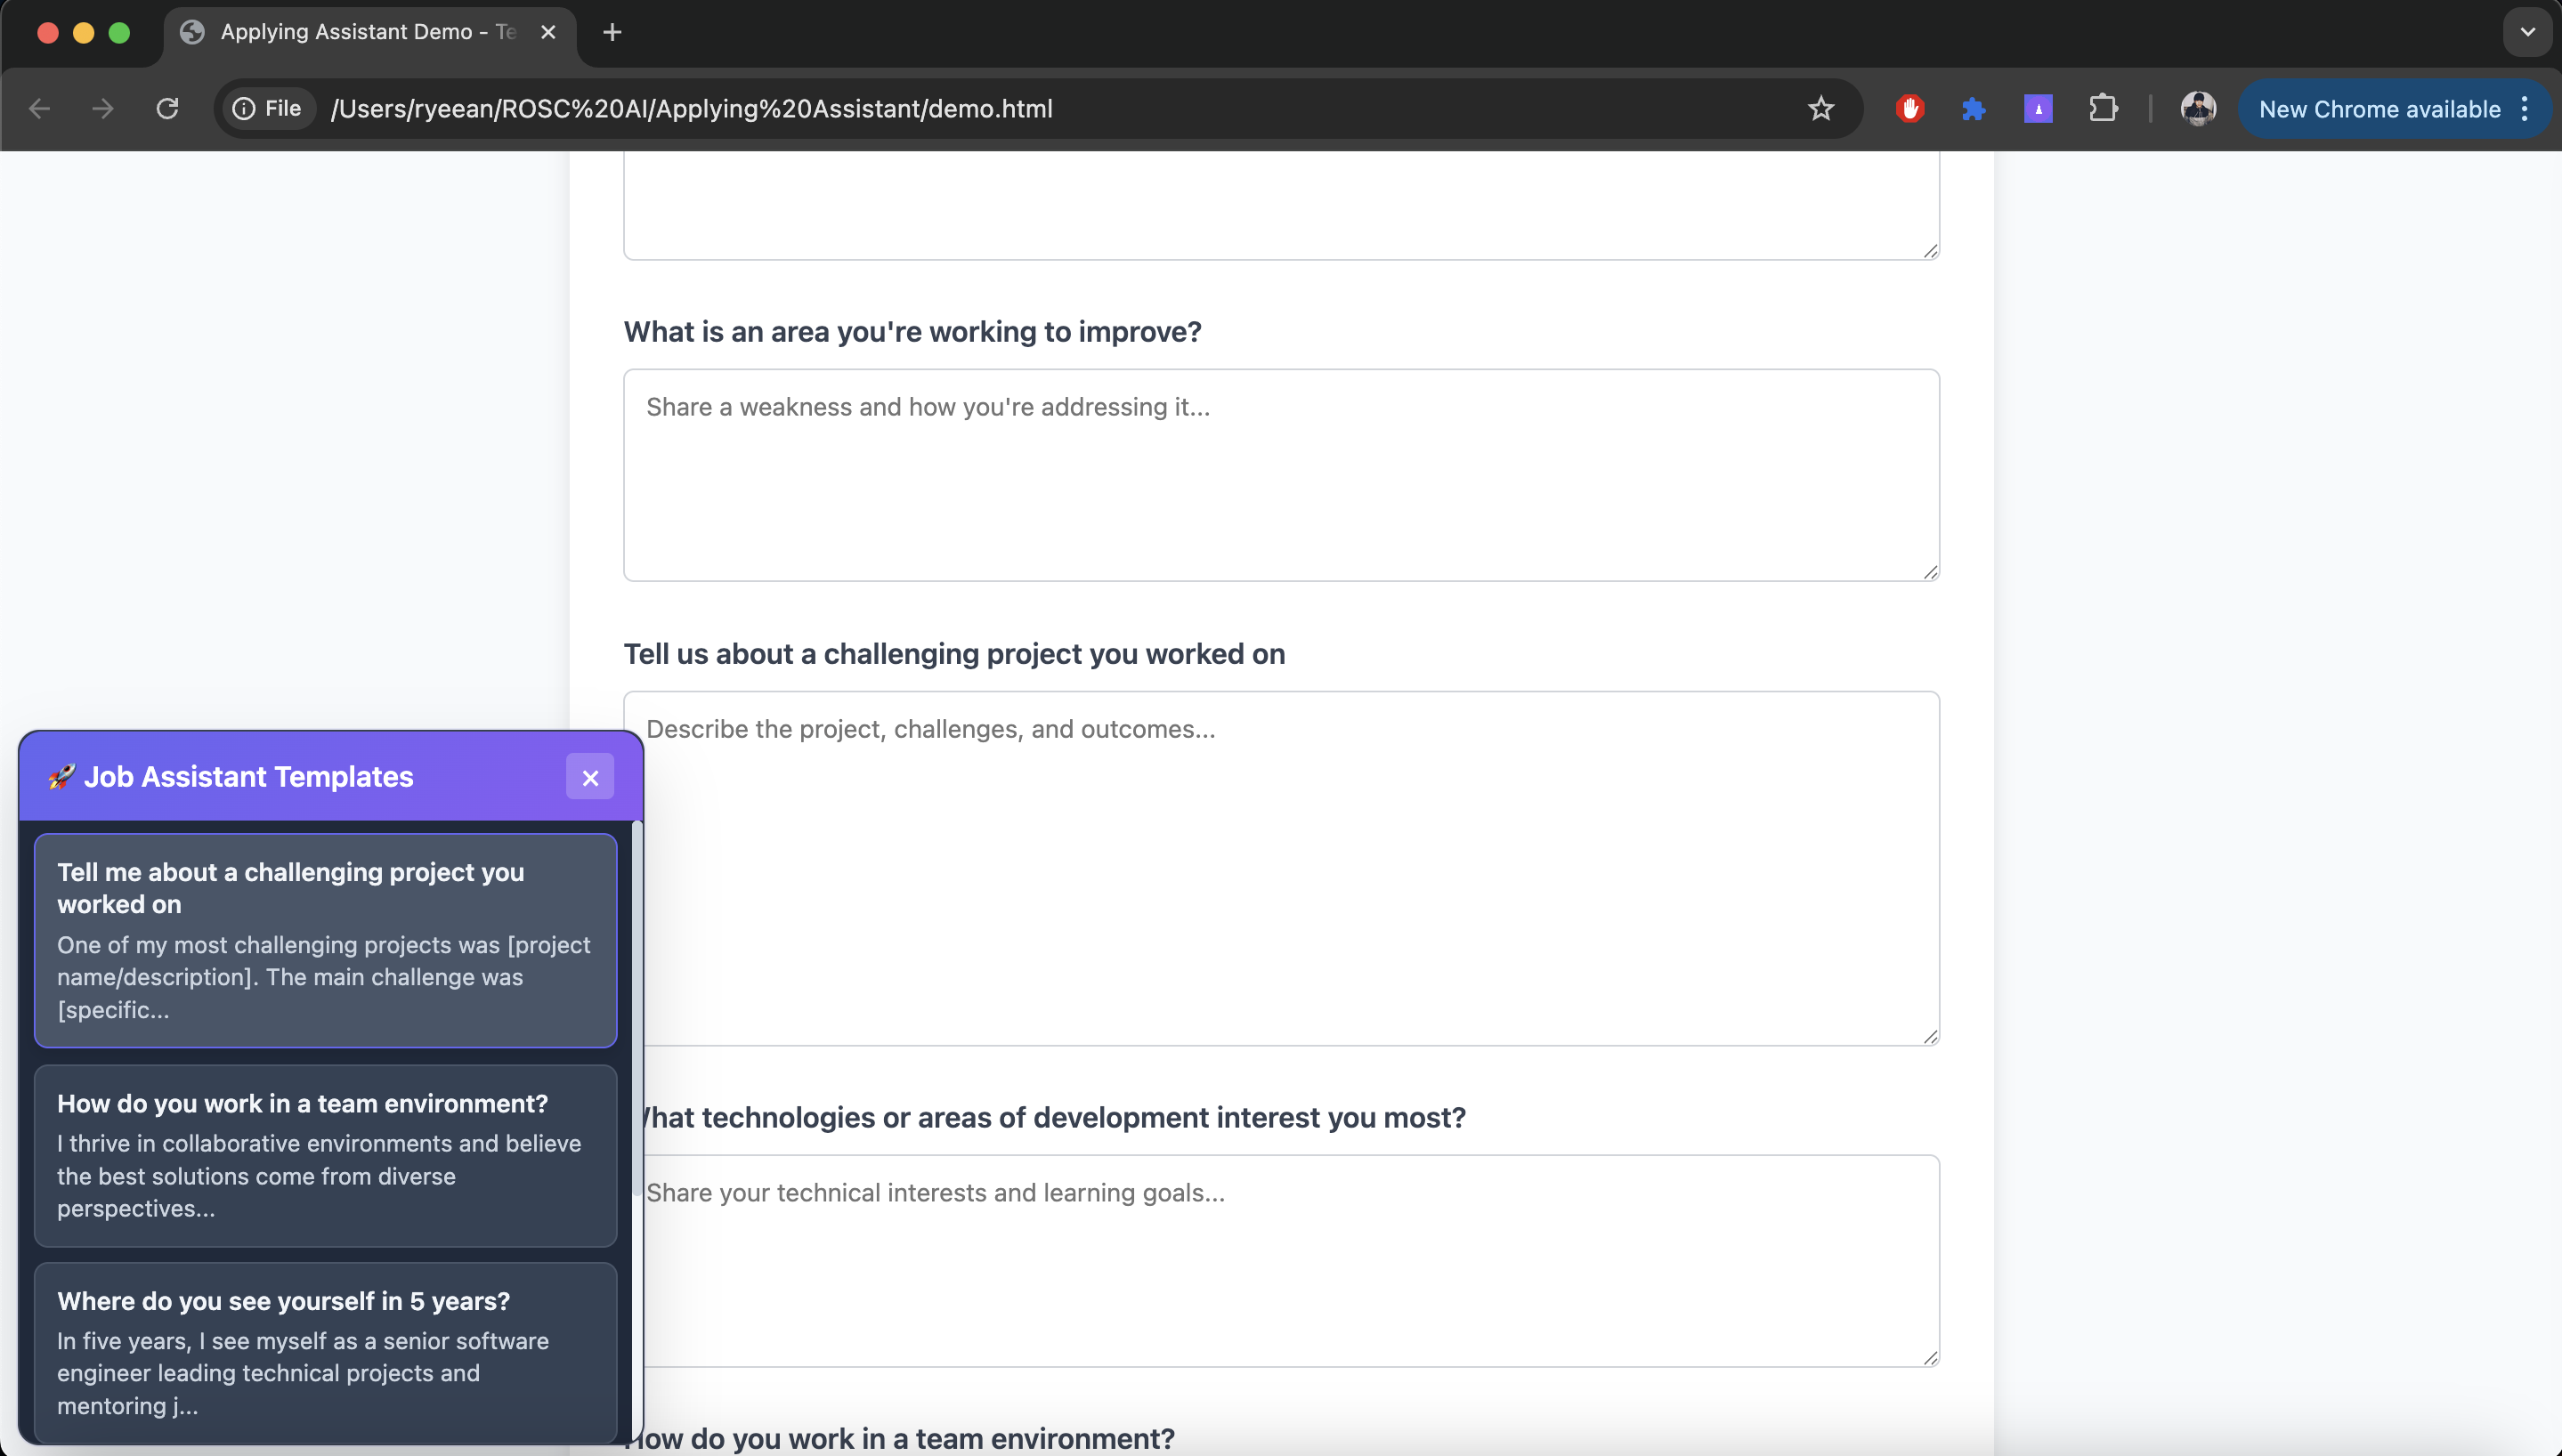 Applying Assistant Demo - Te
File /Users/ryeean/ROSC%20AI/Applying%20Assistant/demo.html
New Chrome available
What is an area you're working to improve?
Share a weakness and how you're addressing it...
Tell us about a challenging project you worked on
Describe the project, challenges, and outcomes...
🚀 Job Assistant Templates
Tell me about a challenging project you
worked on
One of my most challenging projects was [project
name/description]. The main challenge was
[specific...
How do you work in a team environment?
I thrive in collaborative environments and believe
the best solutions come from diverse
perspectives...
Where do you see yourself in 5 years?
In five years, I see myself as a senior software
engineer leading technical projects and
mentoring j...
hat technologies or areas of development interest you most?
Share your technical interests and learning goals...
How do you work in a team environment?